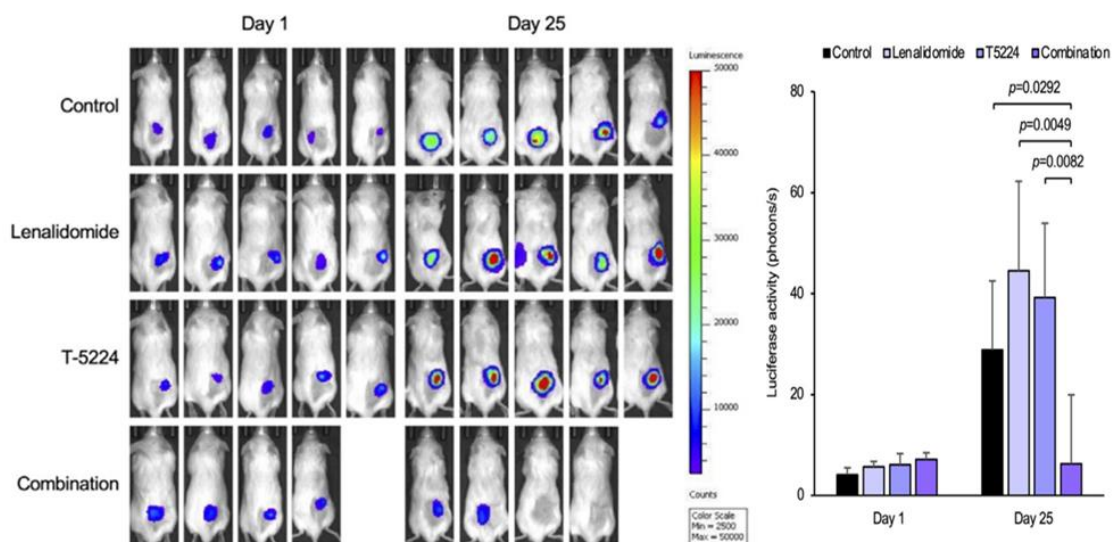 Day 1
Day 25
Control
Lenalidomide
T-5224
Combination
Luminescence
50000
40000
30000
20000
10000
Counts
Color Scale
Min = 2500
Max = 50000
Control Lenalidomide T5224 Combination
Luciferase activity (photons/s)
80
60
40
20
0
p=0.0292
p=0.0049
p=0.0082
Day 1
Day 25